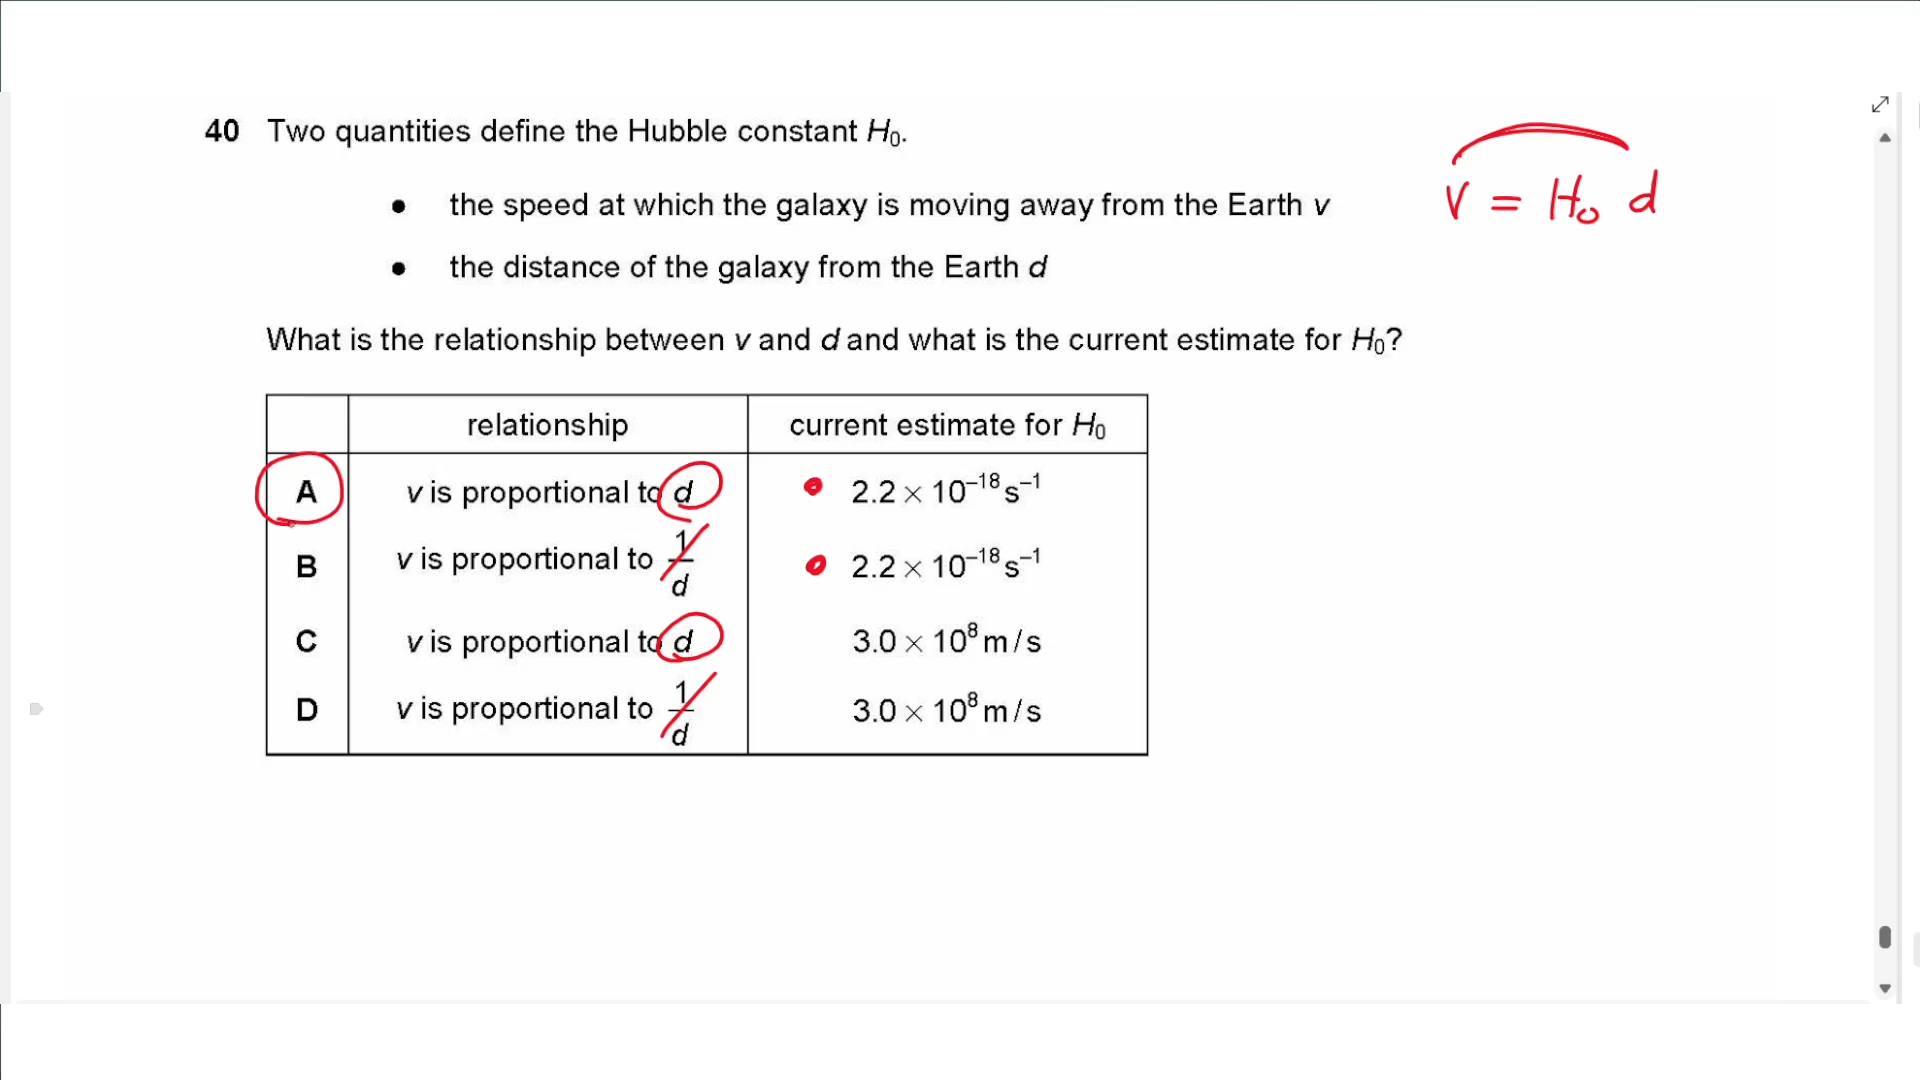 40 Two quantities define the Hubble constant H₀.
v = H₀ d
● the speed at which the galaxy is moving away from the Earth v
● the distance of the galaxy from the Earth d
What is the relationship between v and d and what is the current estimate for H₀?
relationship current estimate for H₀
A v is proportional to d 2.2 × 10⁻¹⁸ s⁻¹
B v is proportional to 1/d 2.2 × 10⁻¹⁸ s⁻¹
C v is proportional to d 3.0 × 10⁸ m / s
D v is proportional to 1/d 3.0 × 10⁸ m / s